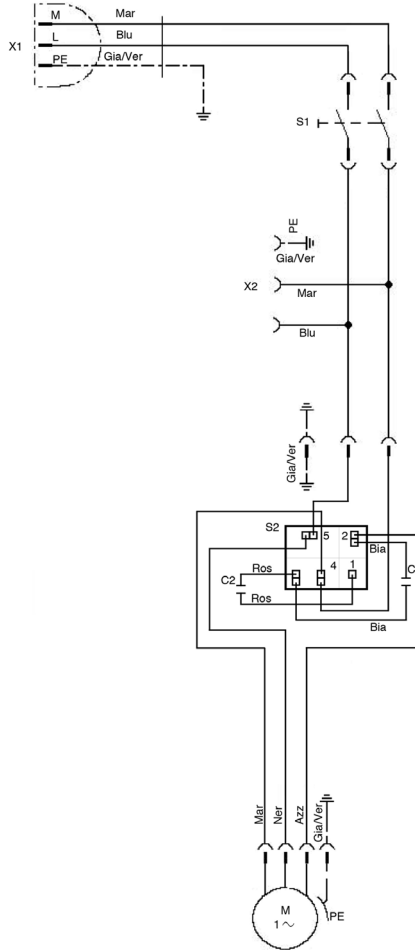 M
Mar
L
Blu
X1
PE
Gia/Ver
S1
PE
Gia/Ver
X2
Mar
Blu
Gia/Ver
S2
5
2
Bia
Ros
4
1
C2
C
Ros
Bia
Mar
Ner
Azz
Gia/Ver
M
1~
PE